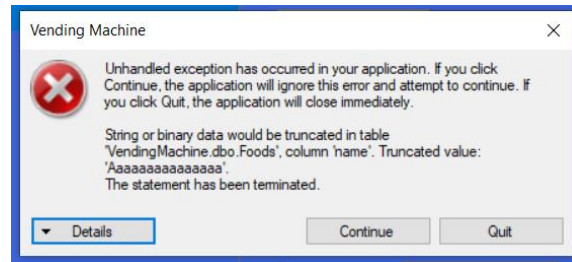 Vending Machine
Unhandled exception has occurred in your application. If you click
Continue, the application will ignore this error and attempt to continue. If
you click Quit, the application will close immediately.
String or binary data would be truncated in table
'VendingMachine.dbo.Foods', column 'name'. Truncated value:
'Aaaaaaaaaaaaaaa'.
The statement has been terminated.
Details
Continue
Quit